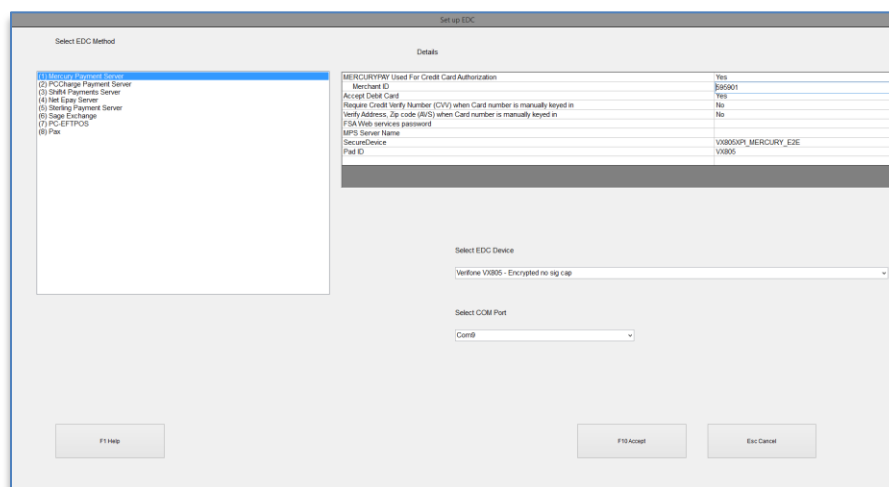 Set up EDC
Select EDC Method
Details
(1) Mercury Payment Server
(2) PCCharge Payment Server
(3) Shift4 Payments Server
(4) Net Epay Server
(5) Sterling Payment Server
(6) Sage Exchange
(7) PC-EFTPOS
(8) Pax
MERCURYPAY Used For Credit Card Authorization Yes
Merchant ID 595901
Accept Debit Card Yes
Require Credit Verify Number (CVV) when Card number is manually keyed in No
Verify Address, Zip code (AVS) when Card number is manually keyed in No
FSA Web services password
MPS Server Name
SecureDevice VX805XPI_MERCURY_E2E
Pad ID VX805
Select EDC Device
Verifone VX805 - Encrypted no sig cap
Select COM Port
Com9
F1 Help
F10 Accept
Esc Cancel